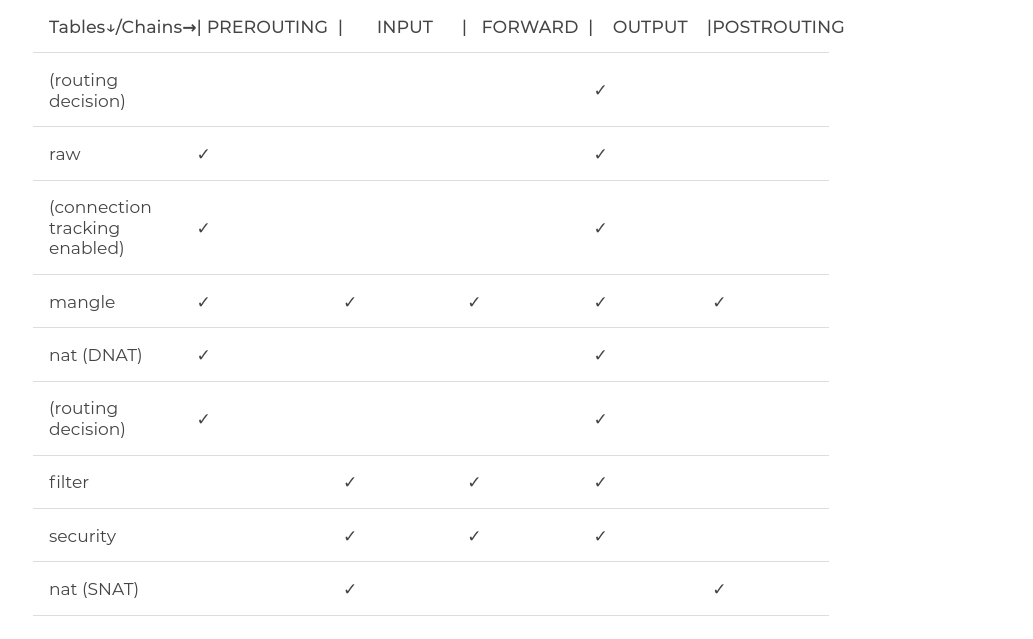 Tables↓/Chains→| PREROUTING | INPUT | FORWARD | OUTPUT |POSTROUTING
(routing
decision) ✓
raw ✓ ✓
(connection
tracking ✓ ✓
enabled)
mangle ✓ ✓ ✓ ✓ ✓
nat (DNAT) ✓ ✓
(routing
decision) ✓ ✓
filter ✓ ✓ ✓
security ✓ ✓ ✓
nat (SNAT) ✓ ✓